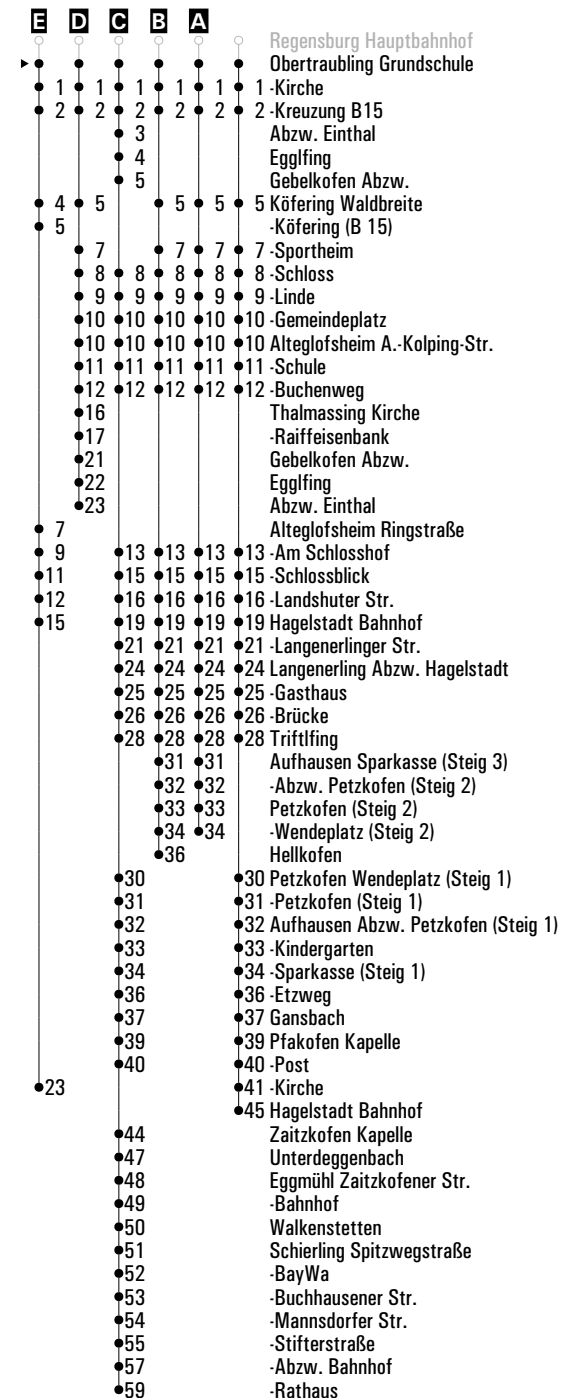 E D C B A
Regensburg Hauptbahnhof
Obertraubling Grundschule
1 1 1 1 1 1 -Kirche
2 2 2 2 2 2 -Kreuzung B15
3 Abzw. Einthal
4 Egglfing
5 Gebelkofen Abzw.
4 5 5 5 5 Köfering Waldbreite
5 -Köfering (B 15)
7 7 7 7 -Sportheim
8 8 8 8 8 -Schloss
9 9 9 9 9 -Linde
10 10 10 10 10 -Gemeindeplatz
10 10 10 10 10 Alteglofsheim A.-Kolping-Str.
11 11 11 11 11 -Schule
12 12 12 12 12 -Buchenweg
16 Thalmassing Kirche
17 -Raiffeisenbank
21 Gebelkofen Abzw.
22 Egglfing
23 Abzw. Einthal
7 Alteglofsheim Ringstraße
9 13 13 13 13 -Am Schlosshof
11 15 15 15 15 -Schlossblick
12 16 16 16 16 -Landshuter Str.
15 19 19 19 19 Hagelstadt Bahnhof
21 21 21 21 -Langenerlinger Str.
24 24 24 24 Langenerling Abzw. Hagelstadt
25 25 25 25 -Gasthaus
26 26 26 26 -Brücke
28 28 28 28 Triftlfing
31 31 Aufhausen Sparkasse (Steig 3)
32 32 -Abzw. Petzkofen (Steig 2)
33 33 Petzkofen (Steig 2)
34 34 -Wendeplatz (Steig 2)
36 Hellkofen
30 30 Petzkofen Wendeplatz (Steig 1)
31 31 -Petzkofen (Steig 1)
32 32 Aufhausen Abzw. Petzkofen (Steig 1)
33 33 -Kindergarten
34 34 -Sparkasse (Steig 1)
36 36 -Etzweg
37 37 Gansbach
39 39 Pfakofen Kapelle
40 40 -Post
23 41 -Kirche
45 Hagelstadt Bahnhof
44 Zaitzkofen Kapelle
47 Unterdeggenbach
48 Eggmühl Zaitzkofener Str.
49 -Bahnhof
50 Walkenstetten
51 Schierling Spitzwegstraße
52 -BayWa
53 -Buchhausener Str.
54 -Mannsdorfer Str.
55 -Stifterstraße
57 -Abzw. Bahnhof
59 -Rathaus